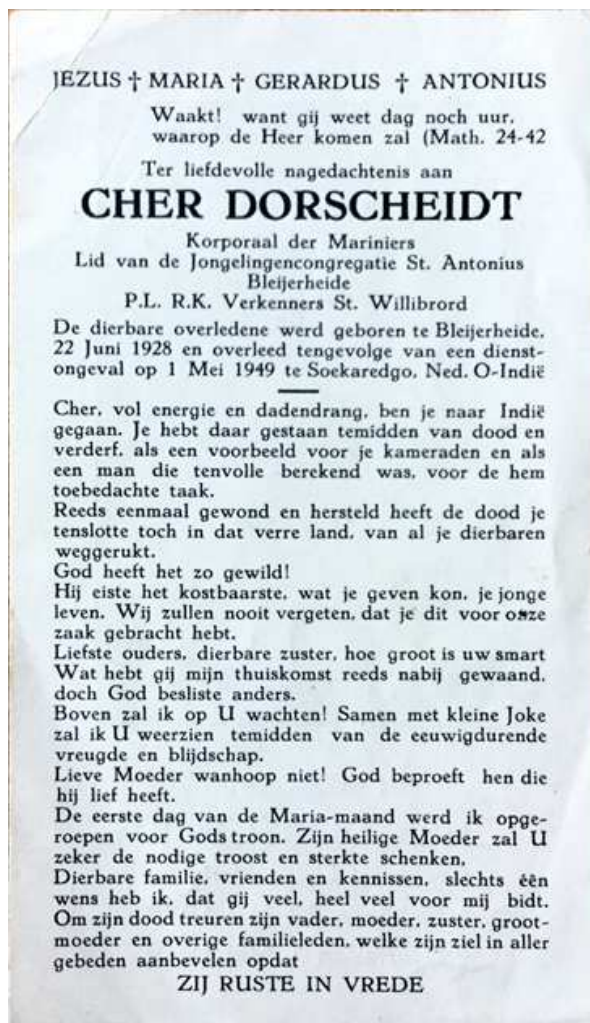 JEZUS † MARIA † GERARDUS † ANTONIUS
Waakt! want gij weet dag noch uur,
waarop de Heer komen zal (Math. 24-42
Ter liefdevolle nagedachtenis aan
CHER DORSCHEIDT
Korporaal der Mariniers
Lid van de Jongelingencongregatie St. Antonius
Bleijerheide
P.L. R.K. Verkenners St. Willibrord
De dierbare overledene werd geboren te Bleijerheide,
22 Juni 1928 en overleed tengevolge van een dienst-
ongeval op 1 Mei 1949 te Soekaredgo, Ned. O-Indië
Cher, vol energie en dadendrang, ben je naar Indië
gegaan. Je hebt daar gestaan temidden van dood en
verderf, als een voorbeeld voor je kameraden en als
een man die tenvolle berekend was, voor de hem
toebedachte taak.
Reeds eenmaal gewond en hersteld heeft de dood je
tenslotte toch in dat verre land, van al je dierbaren
weggerukt.
God heeft het zo gewild!
Hij eiste het kostbaarste, wat je geven kon, je jonge
leven. Wij zullen nooit vergeten, dat je dit voor onze
zaak gebracht hebt.
Liefste ouders, dierbare zuster, hoe groot is uw smart
Wat hebt gij mijn thuiskomst reeds nabij gewaand,
doch God besliste anders.
Boven zal ik op U wachten! Samen met kleine Joke
zal ik U weerzien temidden van de eeuwigdurende
vreugde en blijdschap.
Lieve Moeder wanhoop niet! God beproeft hen die
hij lief heeft.
De eerste dag van de Maria-maand werd ik opge-
roepen voor Gods troon. Zijn heilige Moeder zal U
zeker de nodige troost en sterkte schenken,
Dierbare familie, vrienden en kennissen, slechts één
wens heb ik, dat gij veel, heel veel voor mij bidt.
Om zijn dood treuren zijn vader, moeder, zuster, groot-
moeder en overige familieleden, welke zijn ziel in aller
gebeden aanbevelen opdat
ZIJ RUSTE IN VREDE